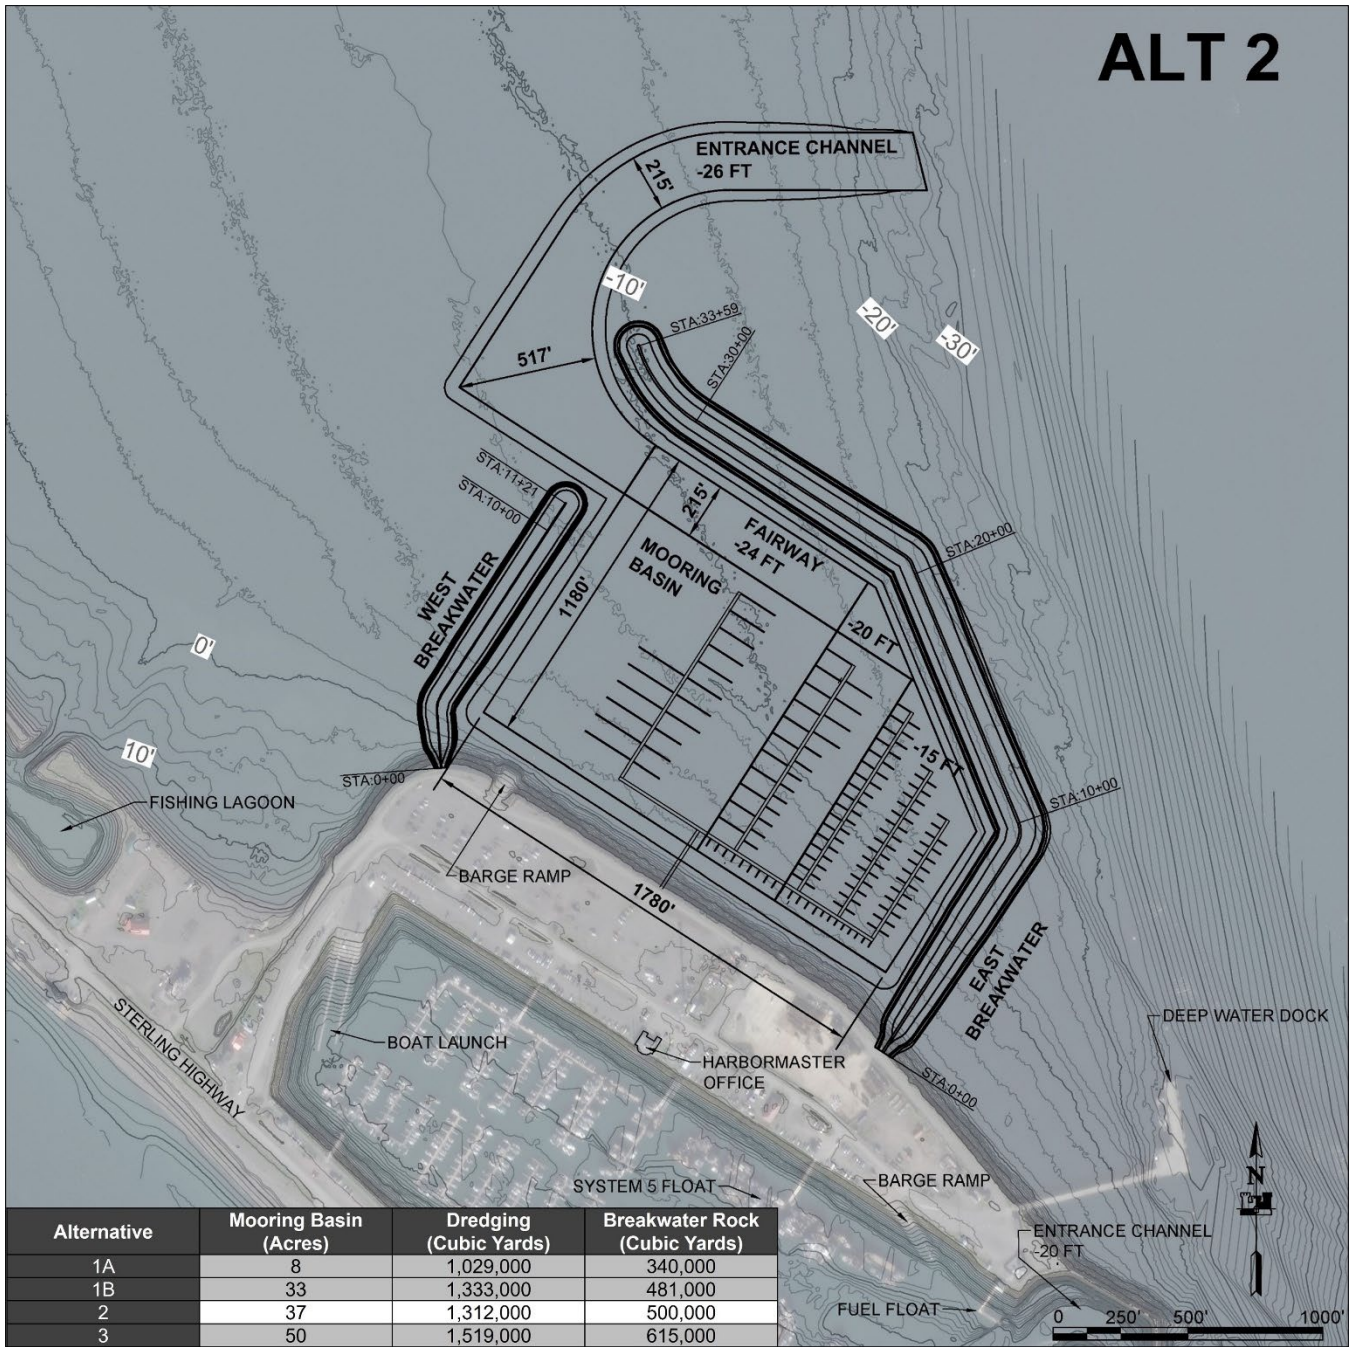 ALT 2
ENTRANCE CHANNEL
-26 FT
215'
-10'
-20'
-30'
STA:33+59
STA:30+00
517'
STA:11+21
STA:10+00
215'
FAIRWAY
-24 FT
STA:20+00
MOORING
BASIN
WEST
BREAKWATER
1180'
-20 FT
0'
10'
-15 FT
STA:0+00
STA:10+00
FISHING LAGOON
BARGE RAMP
1780'
EAST
BREAKWATER
STERLING HIGHWAY
BOAT LAUNCH
HARBORMASTER
OFFICE
DEEP WATER DOCK
STA:0+00
SYSTEM 5 FLOAT
BARGE RAMP
N
ENTRANCE CHANNEL
-20 FT
FUEL FLOAT
0 250' 500' 1000'
Alternative Mooring Basin (Acres) Dredging (Cubic Yards) Breakwater Rock (Cubic Yards)
1A 8 1,029,000 340,000
1B 33 1,333,000 481,000
2 37 1,312,000 500,000
3 50 1,519,000 615,000